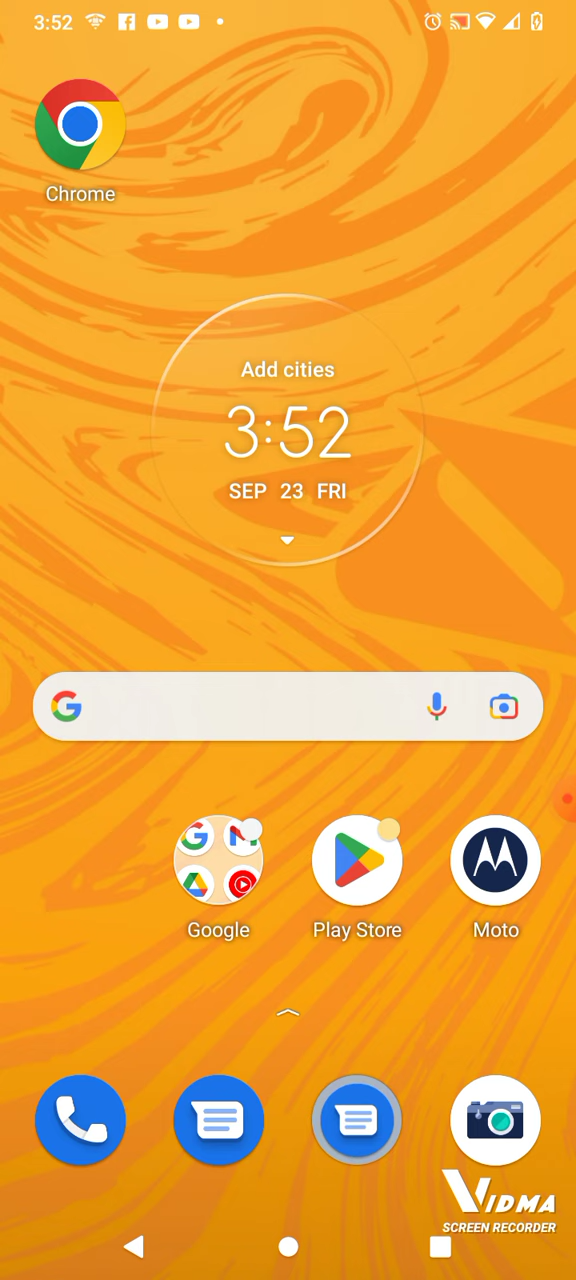 3:52
Chrome
Add cities
3:52
SEP 23 FRI
Google
Play Store
Moto
VIDMA
SCREEN RECORDER